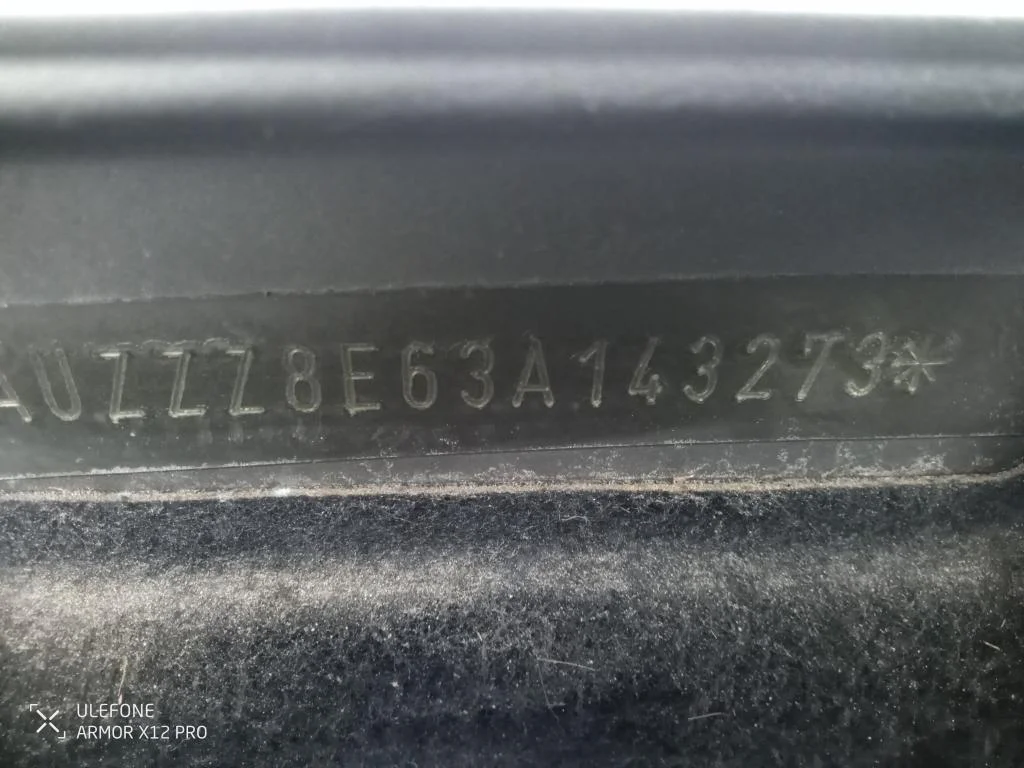 AUZZZ8E63A143273*
ULEFONE
ARMOR X12 PRO